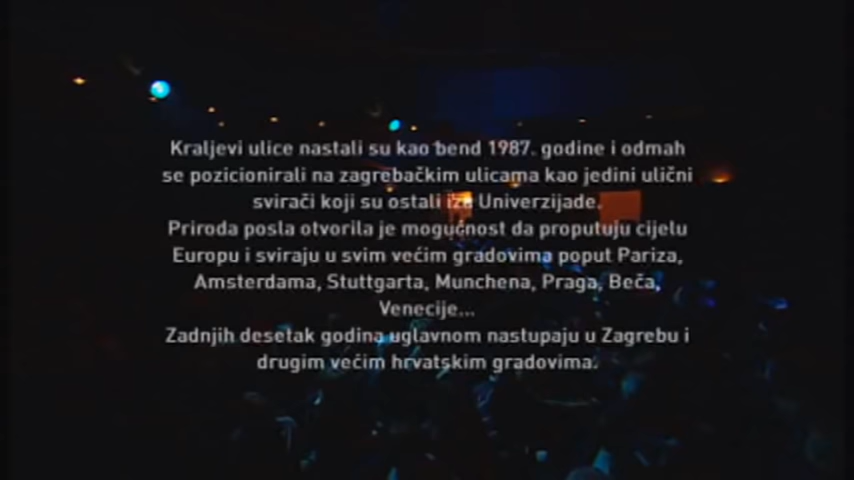 Kraljevi ulice nastali su kao bend 1987. godine i odmah
se pozicionirali na zagrebačkim ulicama kao jedini ulični
svirači koji su ostali iza Univerzijade.
Priroda posla otvorila je mogućnost da proputuju cijelu
Europu i sviraju u svim većim gradovima poput Pariza,
Amsterdama, Stuttgarta, Munchena, Praga, Beča,
Venecije...
Zadnjih desetak godina uglavnom nastupaju u Zagrebu i
drugim većim hrvatskim gradovima.